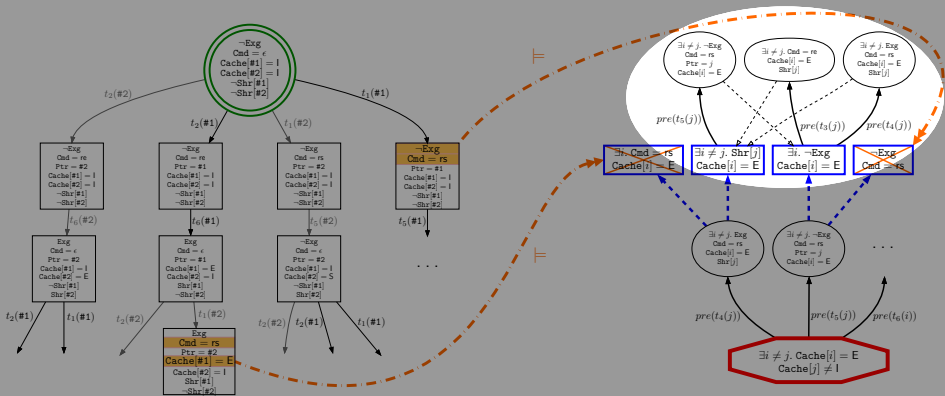 ¬Exg
Cmd = ϵ
Cache[#1] = I
Cache[#2] = I
¬Shr[#1]
¬Shr[#2]
t₂(#2)
t₂(#1)
t₁(#2)
t₁(#1)
Cmd = re
Ptr = #2
Cache[#1] = I
Cache[#2] = I
¬Shr[#1]
¬Shr[#2]
¬Exg
Cmd = re
Ptr = #1
Cache[#1] = I
Cache[#2] = I
¬Shr[#1]
¬Shr[#2]
¬Exg
Cmd = rs
Ptr = #2
Cache[#1] = I
Cache[#2] = I
¬Shr[#1]
¬Shr[#2]
¬Exg
Cmd = rs
Ptr = #1
Cache[#1] = I
Cache[#2] = I
¬Shr[#1]
¬Shr[#2]
t₆(#2)
t₆(#1)
t₅(#2)
t₅(#1)
Exg
Cmd = ϵ
Ptr = #2
Cache[#1] = I
Cache[#2] = E
¬Shr[#1]
Shr[#2]
Exg
Cmd = ϵ
Ptr = #1
Cache[#1] = E
Cache[#2] = I
Shr[#1]
¬Shr[#2]
¬Exg
Cmd = ϵ
Ptr = #2
Cache[#1] = I
Cache[#2] = S
¬Shr[#1]
Shr[#2]
. . .
t₂(#1)
t₁(#1)
t₂(#2)
t₁(#2)
t₂(#2)
t₂(#1)
t₁(#1)
Exg
Cmd = rs
Ptr = #2
Cache[#1] = E
Cache[#2] = I
Shr[#1]
¬Shr[#2]
⊨
⊨
∃i ≠ j. ¬Exg
Cmd = rs
Ptr = j
Cache[i] = E
∃i ≠ j. Cmd = re
Cache[i] = E
Shr[j]
∃i ≠ j. Exg
Cmd = rs
Cache[i] = E
Shr[j]
pre(t₅(j))
pre(t₃(j))
pre(t₄(j))
∃i. Cmd = rs
Cache[i] = E
∃i ≠ j. Shr[j]
Cache[i] = E
∃i. ¬Exg
Cache[i] = E
¬Exg
Cmd = rs
∃i ≠ j. Exg
Cmd = rs
Cache[i] = E
Shr[j]
∃i ≠ j. ¬Exg
Cmd = rs
Ptr = j
Cache[i] = E
. . .
pre(t₄(j))
pre(t₅(j))
pre(t₆(i))
∃i ≠ j. Cache[i] = E
Cache[j] ≠ I